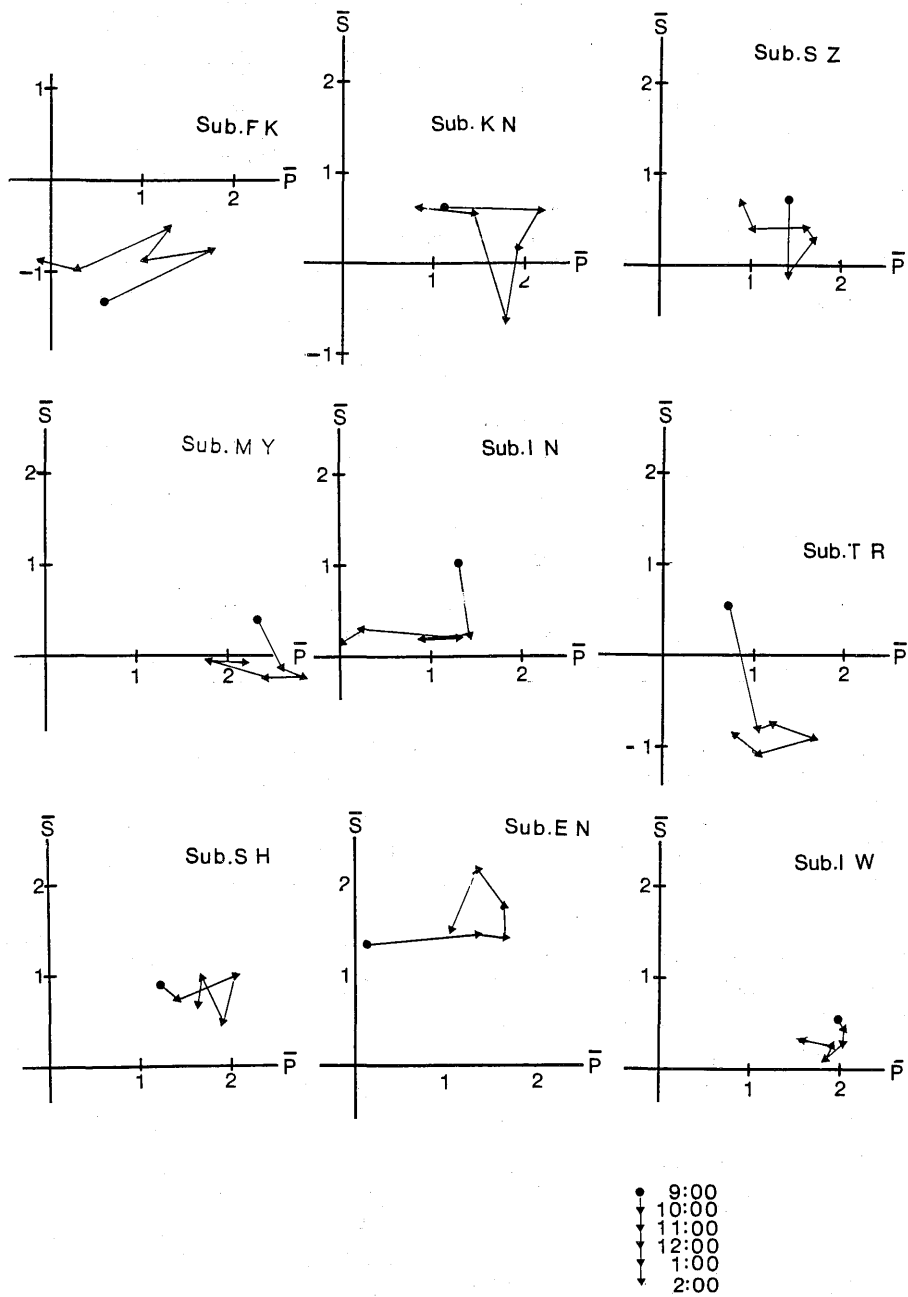 1
Sub.F K
1 2 P̅
-1
S̅
2
Sub. K N
1
1 2 P̅
-1
S̅
Sub.S Z
2
1
1 2 P̅
S̅
2
Sub.M Y
1
1 2 P̅
S̅
2
Sub.I N
1
1 2 P̅
2
1
Sub.T R
1 2 P̅
-1
S̅
Sub.S H
2
1
1 2 P̅
S̅
Sub.E N
2
1
1 2 P̅
S̅
Sub.I W
2
1
1 2 P̅
9:00
10:00
11:00
12:00
1:00
2:00